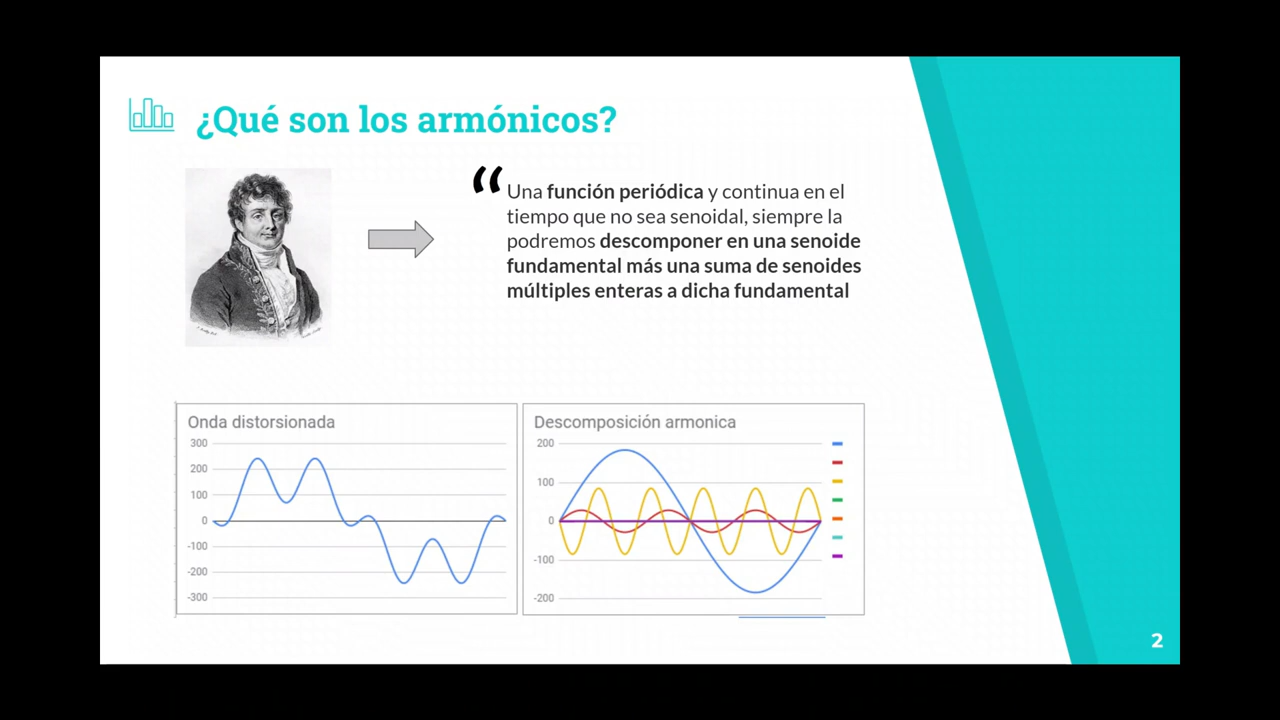 ¿Qué son los armónicos?
“
Una función periódica y continua en el
tiempo que no sea senoidal, siempre la
podremos descomponer en una senoide
fundamental más una suma de senoides
múltiples enteras a dicha fundamental
Onda distorsionada
300
200
100
0
-100
-200
-300
Descomposición armonica
200
100
0
-100
-200
2